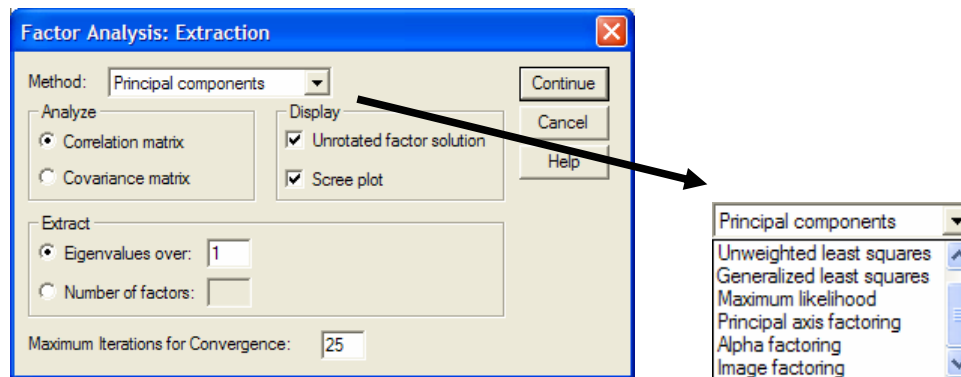 Factor Analysis: Extraction
Method: Principal components
Continue
Analyze
Display
Cancel
Correlation matrix
Unrotated factor solution
Help
Covariance matrix
Scree plot
Extract
Eigenvalues over: 1
Number of factors:
Maximum Iterations for Convergence: 25
Principal components
Unweighted least squares
Generalized least squares
Maximum likelihood
Principal axis factoring
Alpha factoring
Image factoring